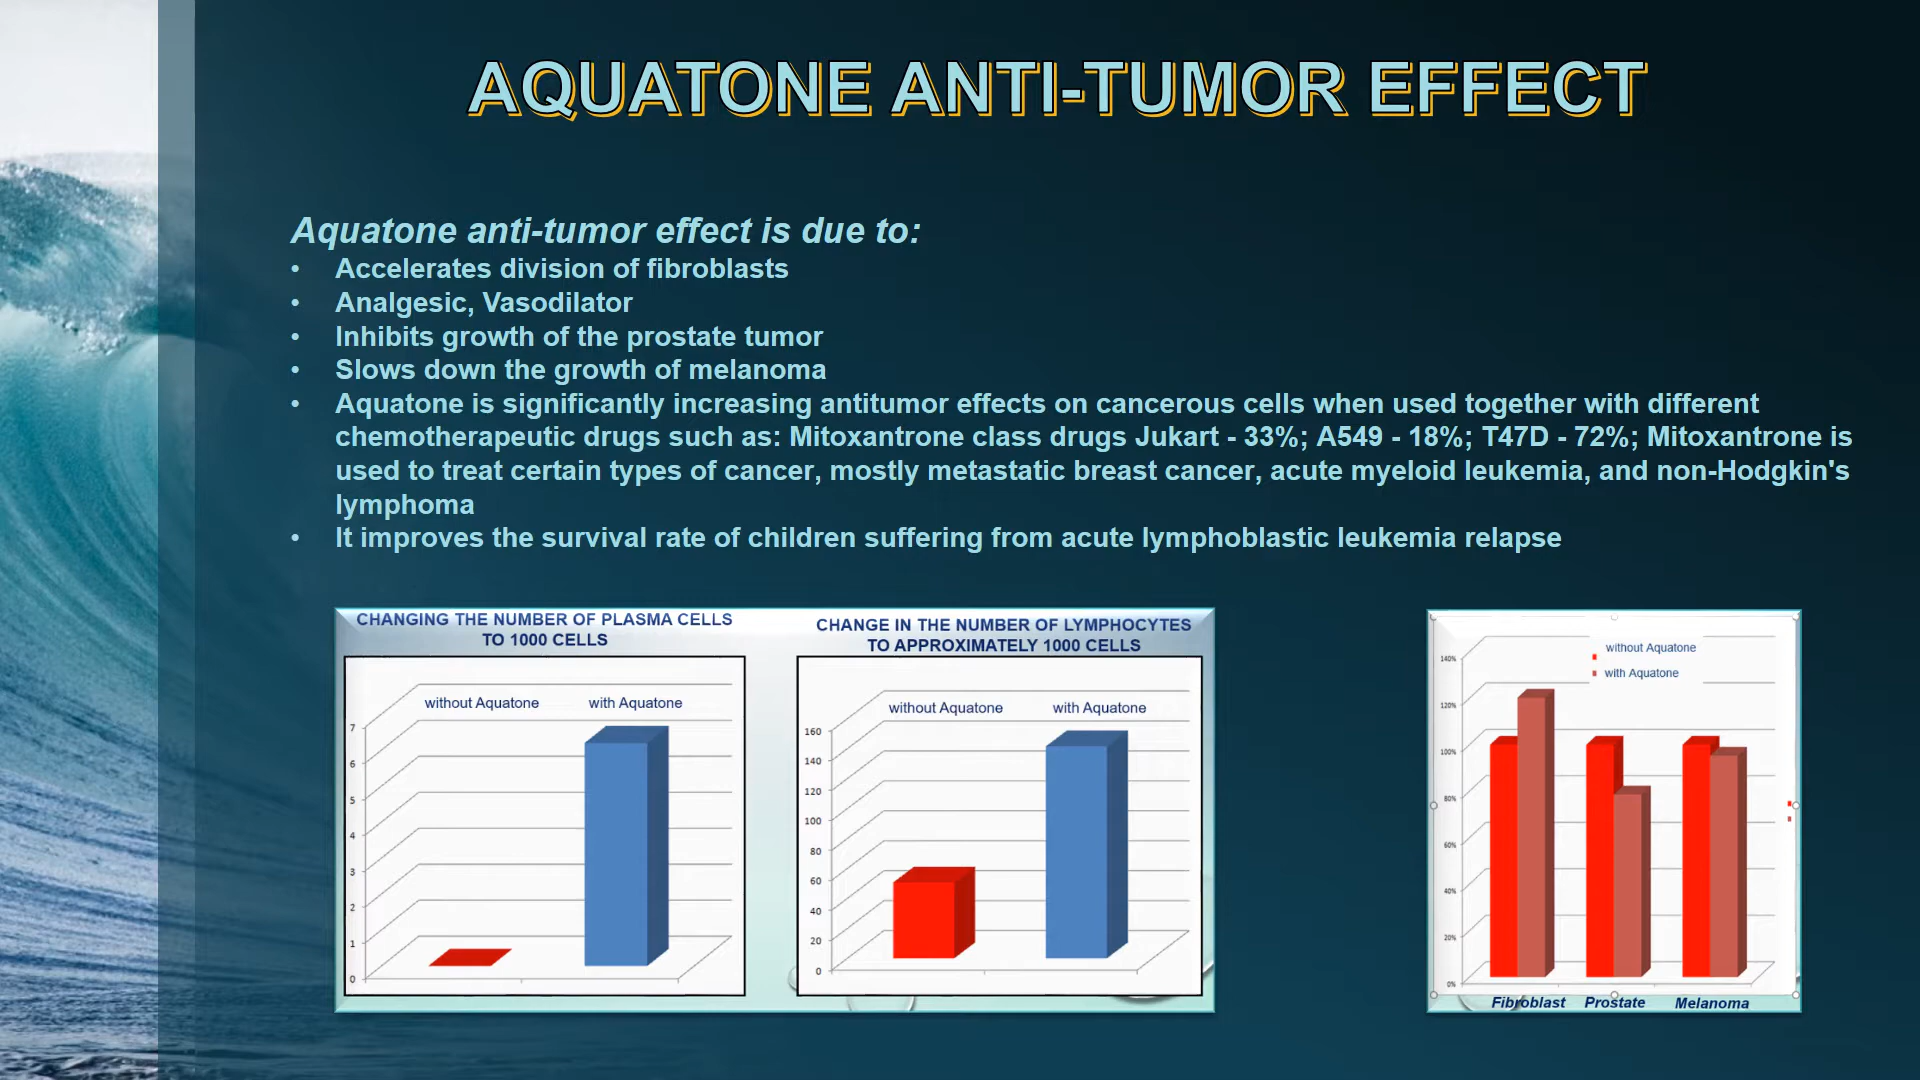 AQUATONE ANTI-TUMOR EFFECT
Aquatone anti-tumor effect is due to:
• Accelerates division of fibroblasts
• Analgesic, Vasodilator
• Inhibits growth of the prostate tumor
• Slows down the growth of melanoma
• Aquatone is significantly increasing antitumor effects on cancerous cells when used together with different
chemotherapeutic drugs such as: Mitoxantrone class drugs Jukart - 33%; A549 - 18%; T47D - 72%; Mitoxantrone is
used to treat certain types of cancer, mostly metastatic breast cancer, acute myeloid leukemia, and non-Hodgkin's
lymphoma
• It improves the survival rate of children suffering from acute lymphoblastic leukemia relapse
CHANGING THE NUMBER OF PLASMA CELLS
TO 1000 CELLS
without Aquatone with Aquatone
7
6
5
4
3
2
1
0
CHANGE IN THE NUMBER OF LYMPHOCYTES
TO APPROXIMATELY 1000 CELLS
without Aquatone with Aquatone
160
140
120
100
80
60
40
20
0
without Aquatone
with Aquatone
140%
120%
100%
80%
60%
40%
20%
0%
Fibroblast Prostate Melanoma